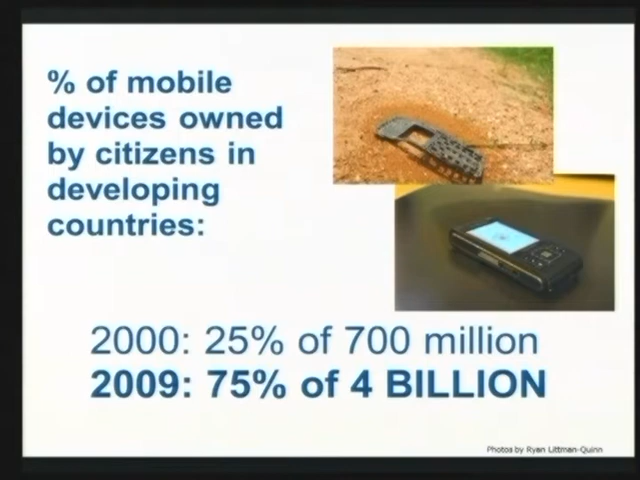 % of mobile
devices owned
by citizens in
developing
countries:
2000: 25% of 700 million
2009: 75% of 4 BILLION
Photos by Ryan Littman-Quinn